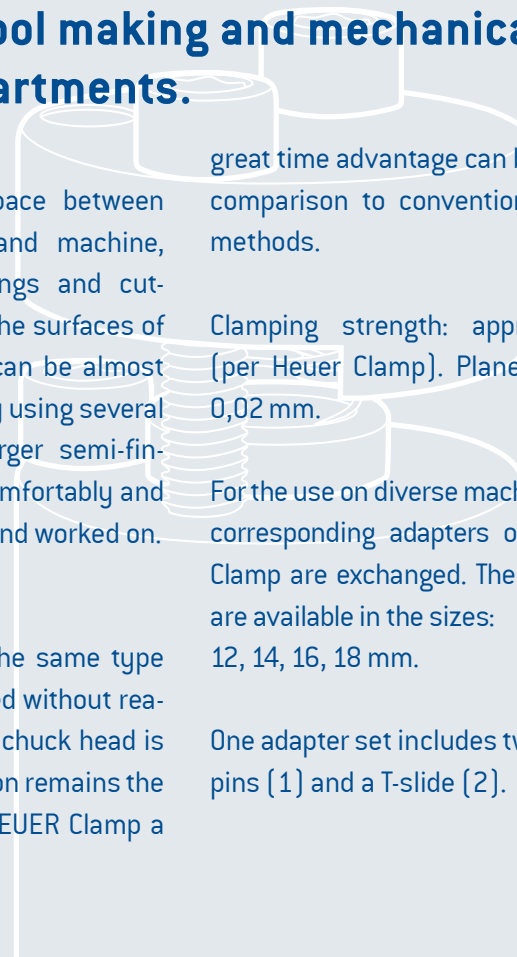 ool making and mechanica
artments.
pace between
and machine,
ngs and cut-
he surfaces of
can be almost
using several
rger semi-fin-
mfortably and
nd worked on.
he same type
ed without rea-
chuck head is
on remains the
EUER Clamp a
great time advantage can
comparison to convention
methods.
Clamping strength: appr
(per Heuer Clamp). Plane
0,02 mm.
For the use on diverse mach
corresponding adapters o
Clamp are exchanged. The
are available in the sizes:
12, 14, 16, 18 mm.
One adapter set includes tw
pins (1) and a T-slide (2).